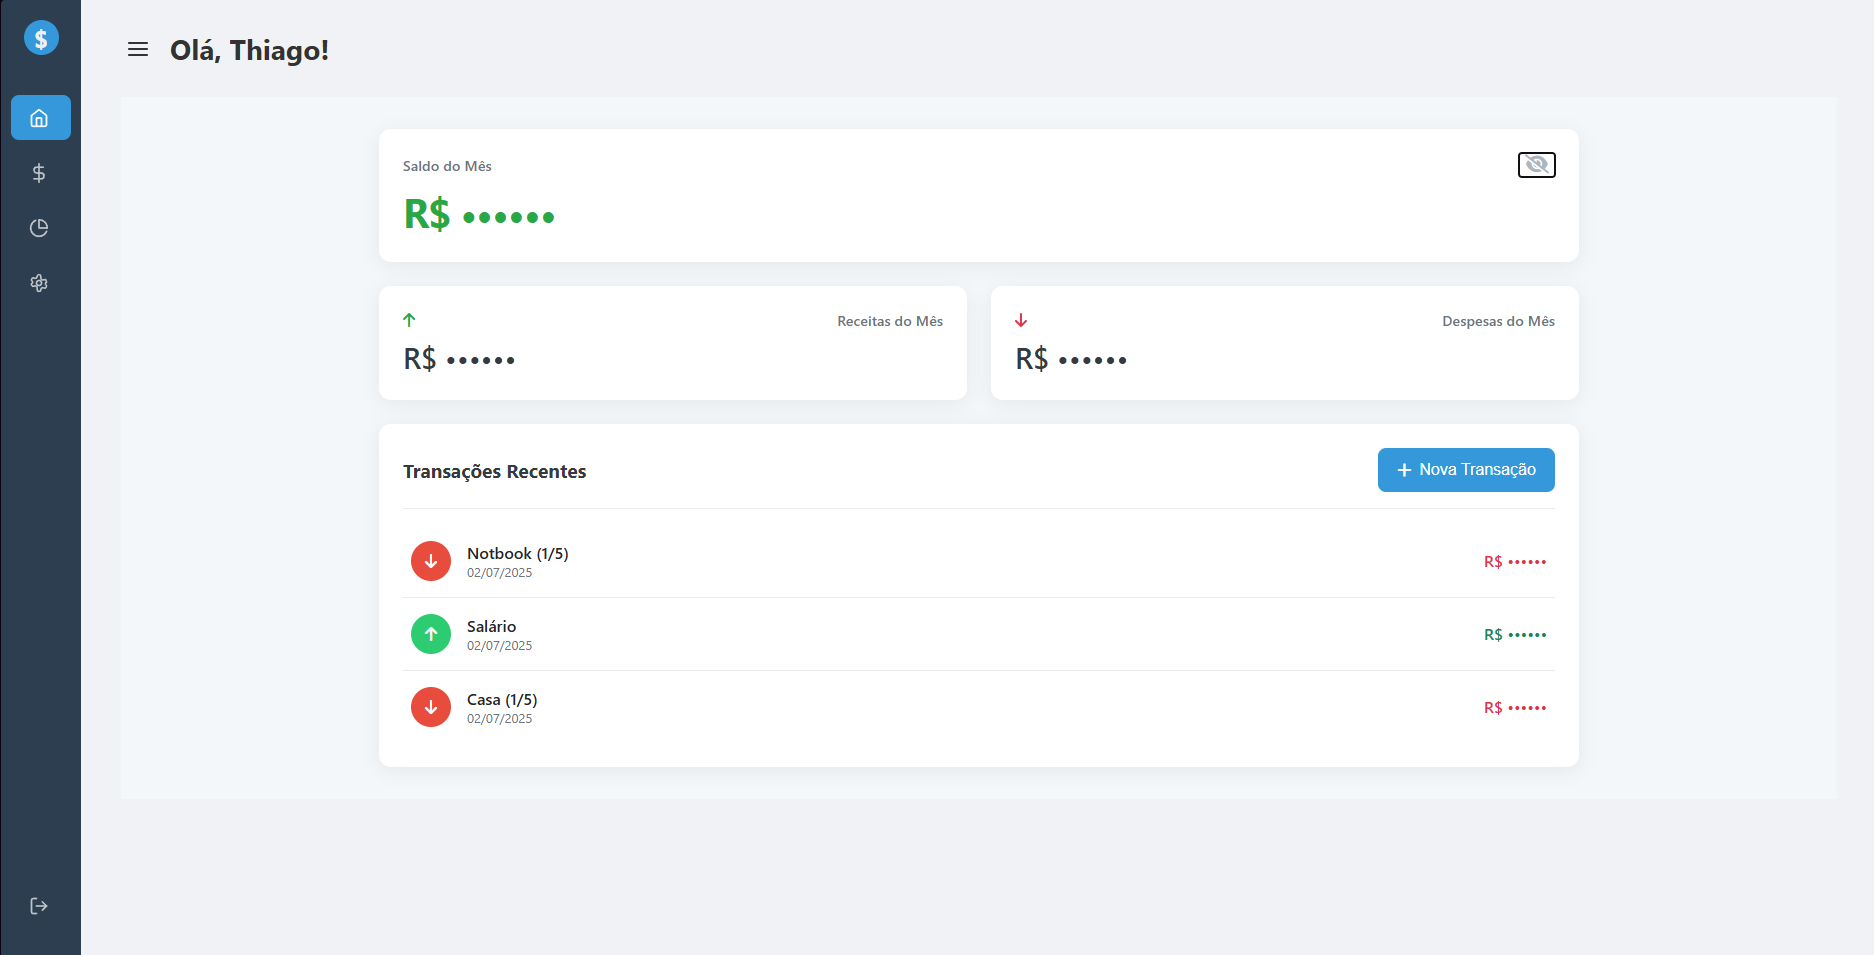 $
Olá, Thiago!
Saldo do Mês
R$ ••••••
Receitas do Mês
R$ ••••••
Despesas do Mês
R$ ••••••
Transações Recentes
+ Nova Transação
Notbook (1/5)
02/07/2025
R$ ••••••
Salário
02/07/2025
R$ ••••••
Casa (1/5)
02/07/2025
R$ ••••••